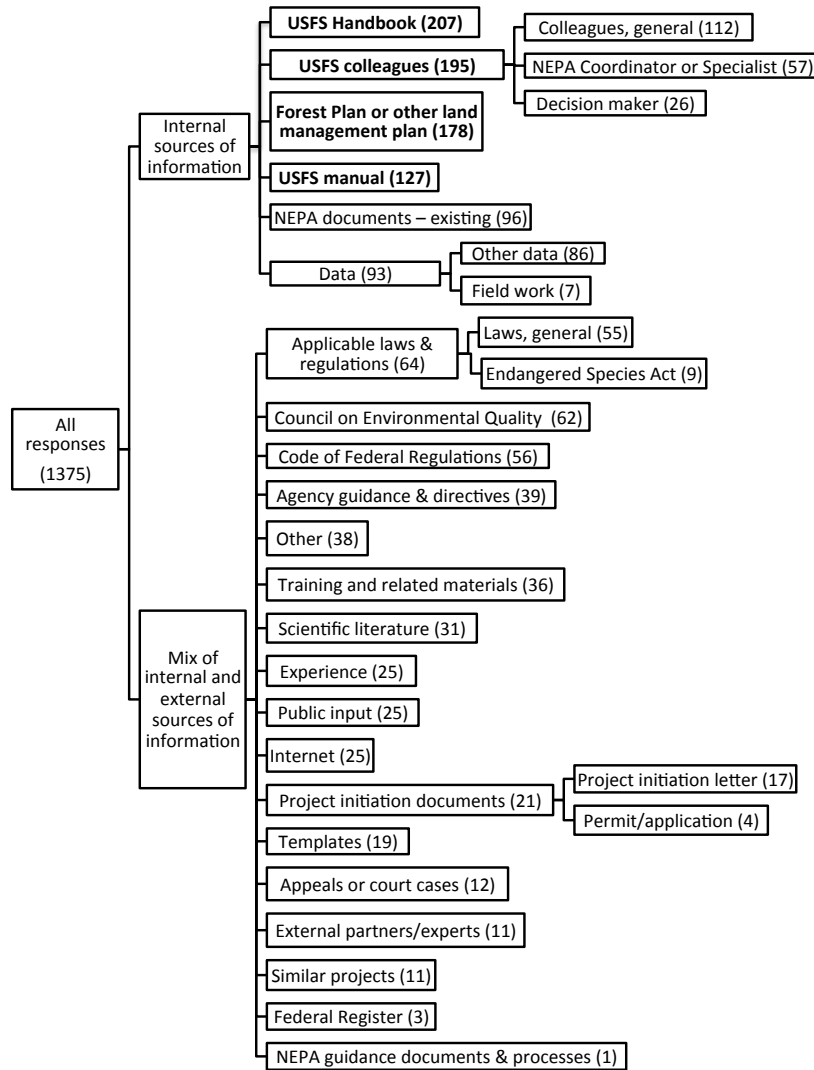 USFS Handbook (207)
Colleagues, general (112)
USFS colleagues (195)
NEPA Coordinator or Specialist (57)
Decision maker (26)
Forest Plan or other land
management plan (178)
Internal
sources of
information
USFS manual (127)
NEPA documents – existing (96)
Other data (86)
Data (93)
Field work (7)
Applicable laws &
regulations (64)
Laws, general (55)
Endangered Species Act (9)
All
responses
(1375)
Council on Environmental Quality (62)
Code of Federal Regulations (56)
Agency guidance & directives (39)
Other (38)
Training and related materials (36)
Mix of
internal and
external
sources of
information
Scientific literature (31)
Experience (25)
Public input (25)
Internet (25)
Project initiation documents (21)
Project initiation letter (17)
Permit/application (4)
Templates (19)
Appeals or court cases (12)
External partners/experts (11)
Similar projects (11)
Federal Register (3)
NEPA guidance documents & processes (1)